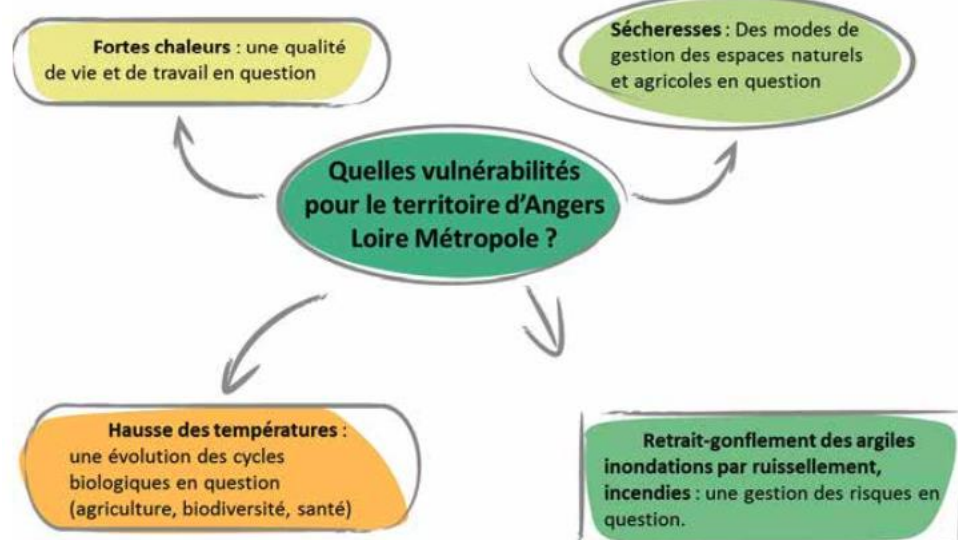 Fortes chaleurs : une qualité
de vie et de travail en question
Sécheresses : Des modes de
gestion des espaces naturels
et agricoles en question
Quelles vulnérabilités
pour le territoire d'Angers
Loire Métropole ?
Hausse des températures :
une évolution des cycles
biologiques en question
(agriculture, biodiversité, santé)
Retrait-gonflement des argiles
inondations par ruissellement,
incendies : une gestion des risques en
question.